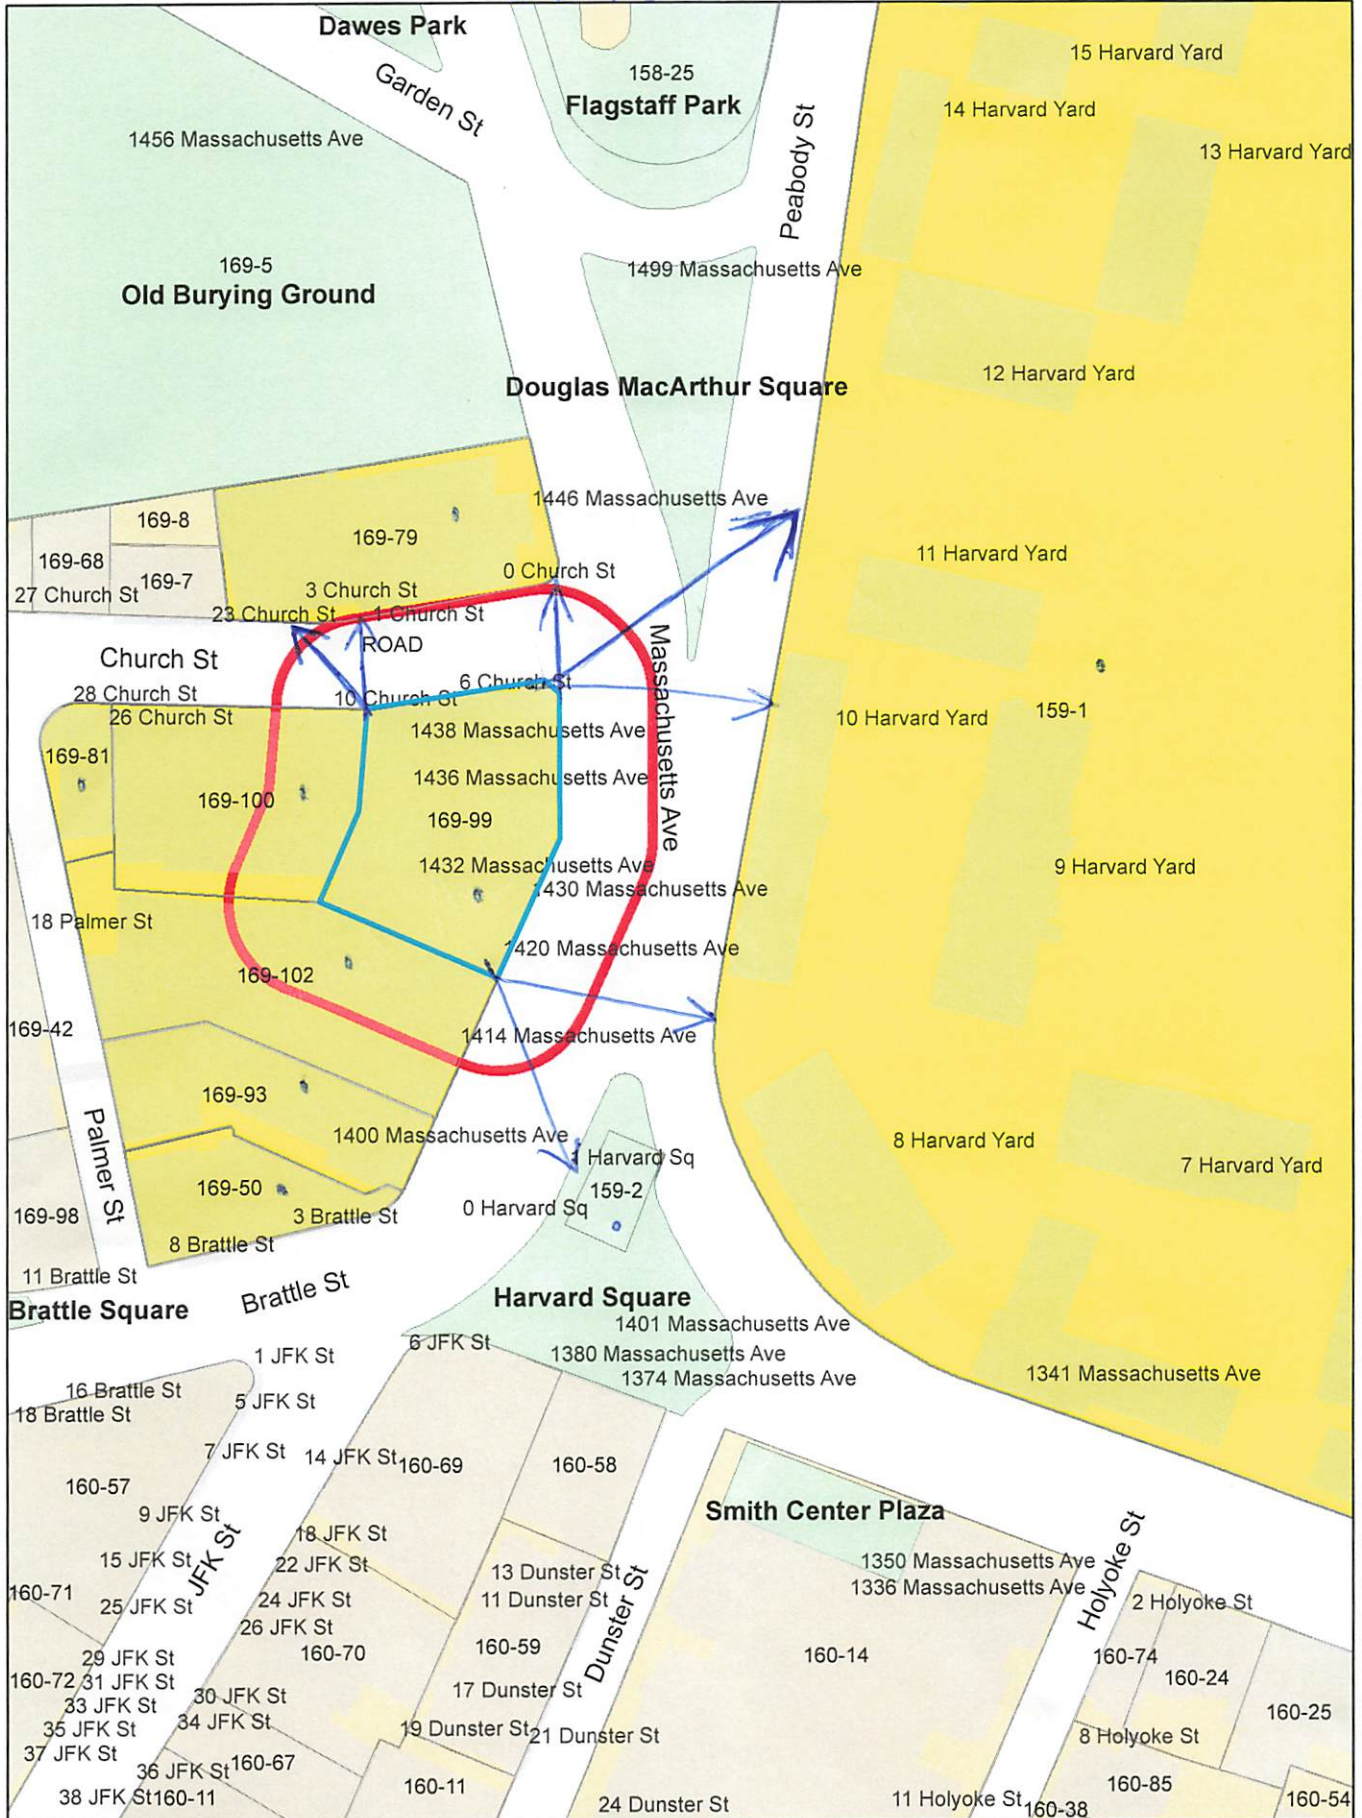 Dawes Park
Garden St
158-25
Flagstaff Park
Peabody St
15 Harvard Yard
14 Harvard Yard
13 Harvard Yard
1456 Massachusetts Ave
169-5
Old Burying Ground
1499 Massachusetts Ave
12 Harvard Yard
Douglas MacArthur Square
1446 Massachusetts Ave
169-8
169-79
11 Harvard Yard
169-68
169-7
27 Church St
0 Church St
3 Church St
23 Church St
1 Church St
ROAD
Church St
Massachusetts Ave
28 Church St
10 Church St
6 Church St
26 Church St
1438 Massachusetts Ave
10 Harvard Yard
159-1
169-81
169-100
1436 Massachusetts Ave
169-99
1432 Massachusetts Ave
9 Harvard Yard
1430 Massachusetts Ave
18 Palmer St
1420 Massachusetts Ave
169-102
169-42
1414 Massachusetts Ave
169-93
Palmer St
1400 Massachusetts Ave
8 Harvard Yard
1 Harvard Sq
7 Harvard Yard
169-50
159-2
169-98
3 Brattle St
0 Harvard Sq
8 Brattle St
11 Brattle St
Brattle St
Brattle Square
Harvard Square
1401 Massachusetts Ave
6 JFK St
1 JFK St
1380 Massachusetts Ave
1374 Massachusetts Ave
1341 Massachusetts Ave
16 Brattle St
5 JFK St
18 Brattle St
7 JFK St
14 JFK St
160-69
160-58
160-57
9 JFK St
Smith Center Plaza
18 JFK St
15 JFK St
JFK St
22 JFK St
13 Dunster St
1350 Massachusetts Ave
Holyoke St
160-71
25 JFK St
24 JFK St
11 Dunster St
1336 Massachusetts Ave
2 Holyoke St
26 JFK St
Dunster St
29 JFK St
160-70
160-59
160-14
160-74
160-24
160-72
31 JFK St
30 JFK St
17 Dunster St
33 JFK St
160-25
35 JFK St
34 JFK St
19 Dunster St
21 Dunster St
8 Holyoke St
37 JFK St
36 JFK St
160-67
160-11
160-85
38 JFK St
160-11
24 Dunster St
11 Holyoke St
160-38
160-54